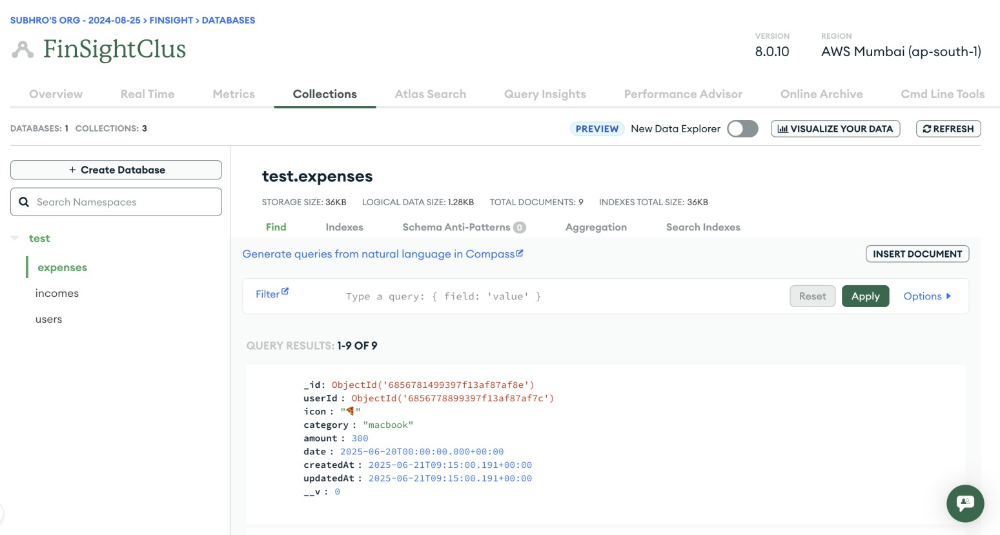 SUBHRO'S ORG - 2024-08-25 > FINSIGHT > DATABASES
FinSightClus
VERSION
8.0.10
REGION
AWS Mumbai (ap-south-1)
Overview Real Time Metrics Collections Atlas Search Query Insights Performance Advisor Online Archive Cmd Line Tools
DATABASES: 1 COLLECTIONS: 3
PREVIEW New Data Explorer VISUALIZE YOUR DATA REFRESH
+ Create Database
Search Namespaces
test
expenses
incomes
users
test.expenses
STORAGE SIZE: 36KB LOGICAL DATA SIZE: 1.28KB TOTAL DOCUMENTS: 9 INDEXES TOTAL SIZE: 36KB
Find Indexes Schema Anti-Patterns 0 Aggregation Search Indexes
Generate queries from natural language in Compass
INSERT DOCUMENT
Filter Type a query: { field: 'value' } Reset Apply Options
QUERY RESULTS: 1-9 OF 9
_id: ObjectId('6856781499397f13af87af8e')
userId : ObjectId('6856778899397f13af87af7c')
icon : "🍕"
category : "macbook"
amount : 300
date : 2025-06-20T00:00:00.000+00:00
createdAt : 2025-06-21T09:15:00.191+00:00
updatedAt : 2025-06-21T09:15:00.191+00:00
__v : 0